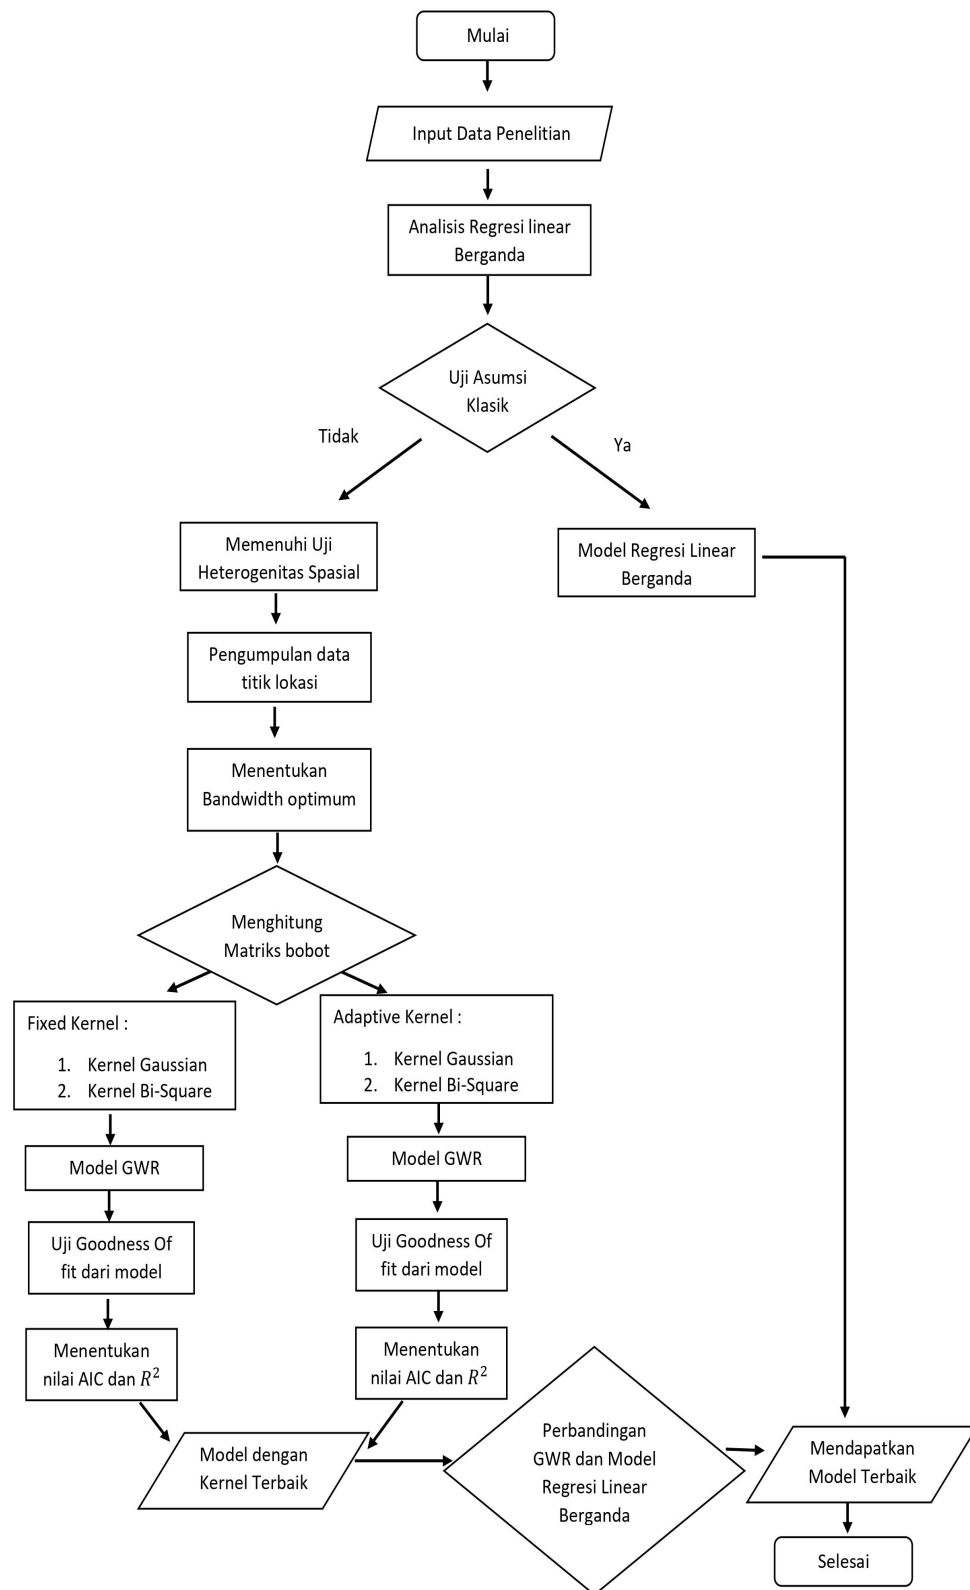 Mulai
Input Data Penelitian
Analisis Regresi linear
Berganda
Uji Asumsi
Klasik
Tidak
Ya
Memenuhi Uji
Heterogenitas Spasial
Model Regresi Linear
Berganda
Pengumpulan data
titik lokasi
Menentukan
Bandwidth optimum
Menghitung
Matriks bobot
Fixed Kernel :
1. Kernel Gaussian
2. Kernel Bi-Square
Adaptive Kernel :
1. Kernel Gaussian
2. Kernel Bi-Square
Model GWR
Model GWR
Uji Goodness Of
fit dari model
Uji Goodness Of
fit dari model
Menentukan
nilai AIC dan R²
Menentukan
nilai AIC dan R²
Model dengan
Kernel Terbaik
Perbandingan
GWR dan Model
Regresi Linear
Berganda
Mendapatkan
Model Terbaik
Selesai